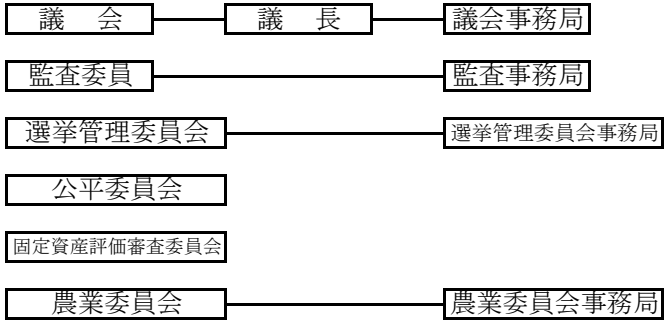 議　会　議　長　議会事務局
監査委員　監査事務局
選挙管理委員会　選挙管理委員会事務局
公平委員会
固定資産評価審査委員会
農業委員会　農業委員会事務局